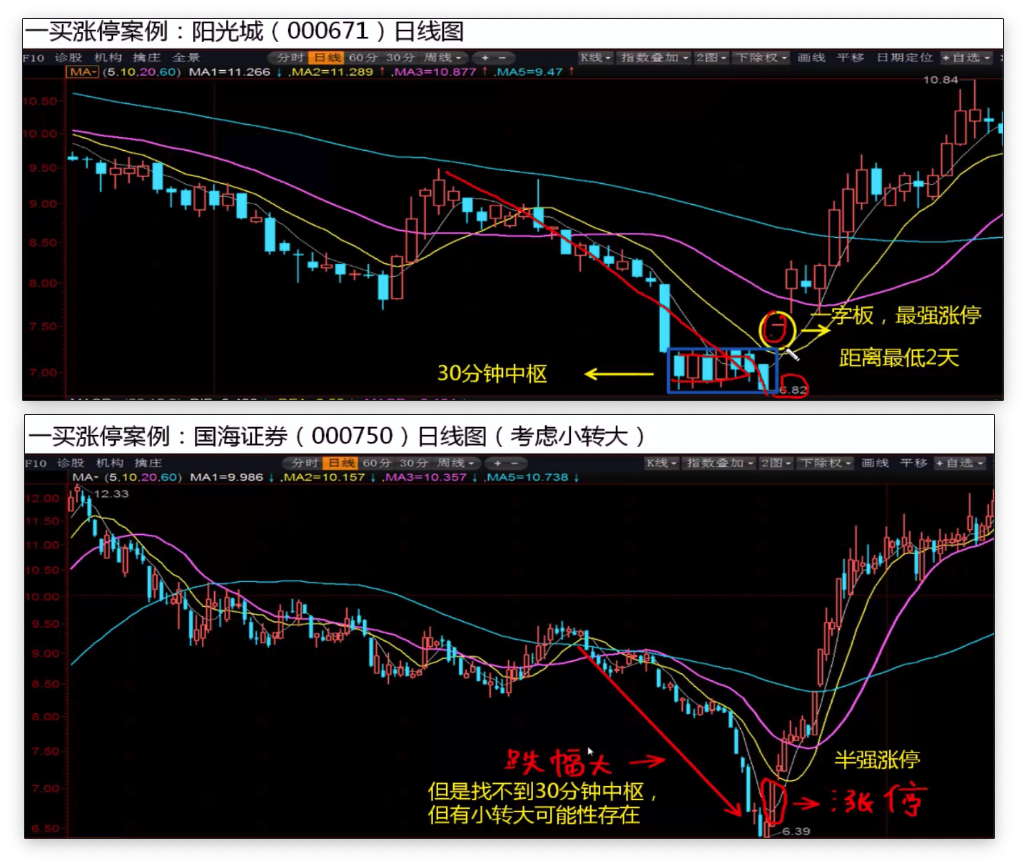 一买涨停案例：阳光城（000671）日线图
F10 诊股 机构 擒庄 全景 分时 日线 60分 30分 周线 + - K线 指数叠加 2图 下除权 画线 平移 日期定位 +自选
MA (5,10,20,60) MA1=11.266 ↓ ,MA2=11.289 ↑ ,MA3=10.877 ↑ ,MA5=9.47 ↑
10.84
10.50
10.00
9.50
9.00
8.50
8.00
7.50
一字板，最强涨停
距离最低2天
7.00
30分钟中枢
6.82
一买涨停案例：国海证券（000750）日线图（考虑小转大）
F10 诊股 机构 擒庄 分时 日线 60分 30分 周线 + - K线 指数叠加 2图 下除权 画线 平移 +自选
MA (5,10,20,60) MA1=9.986 ↓ ,MA2=10.157 ↓ ,MA3=10.357 ↓ ,MA5=10.738 ↓
12.33
12.00
11.50
11.00
10.50
10.00
9.50
9.00
8.50
8.00
7.50
跌幅大
半强涨停
7.00
但是找不到30分钟中枢，
但有小转大可能性存在
涨停
6.50
6.39